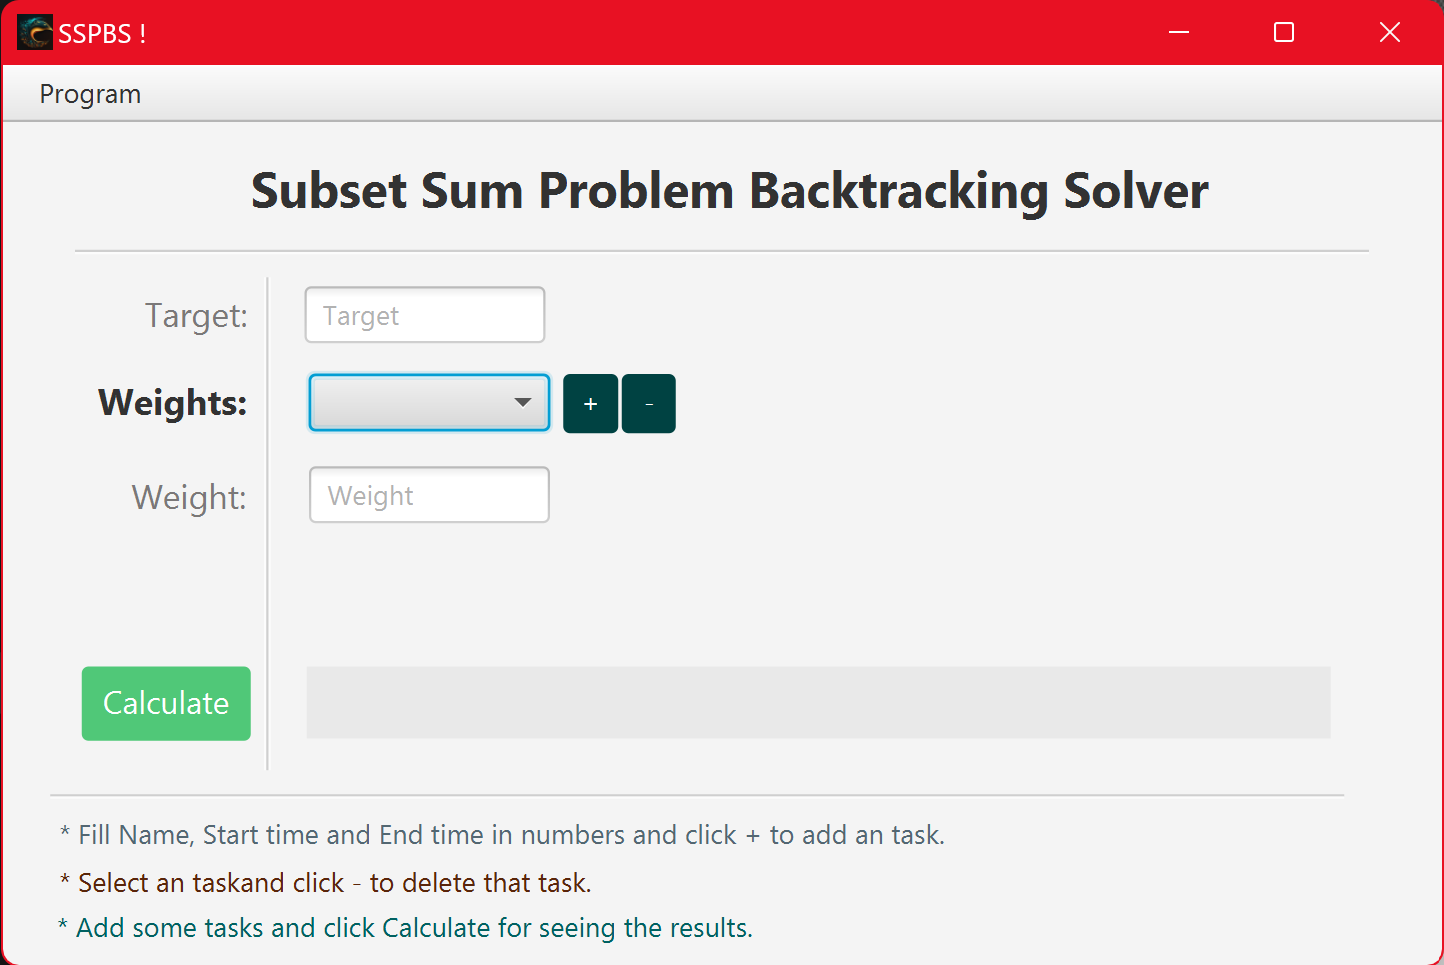 SSPBS !
Program
Subset Sum Problem Backtracking Solver
Target:
Target
Weights:
+
-
Weight:
Weight
Calculate
* Fill Name, Start time and End time in numbers and click + to add an task.
* Select an taskand click - to delete that task.
* Add some tasks and click Calculate for seeing the results.